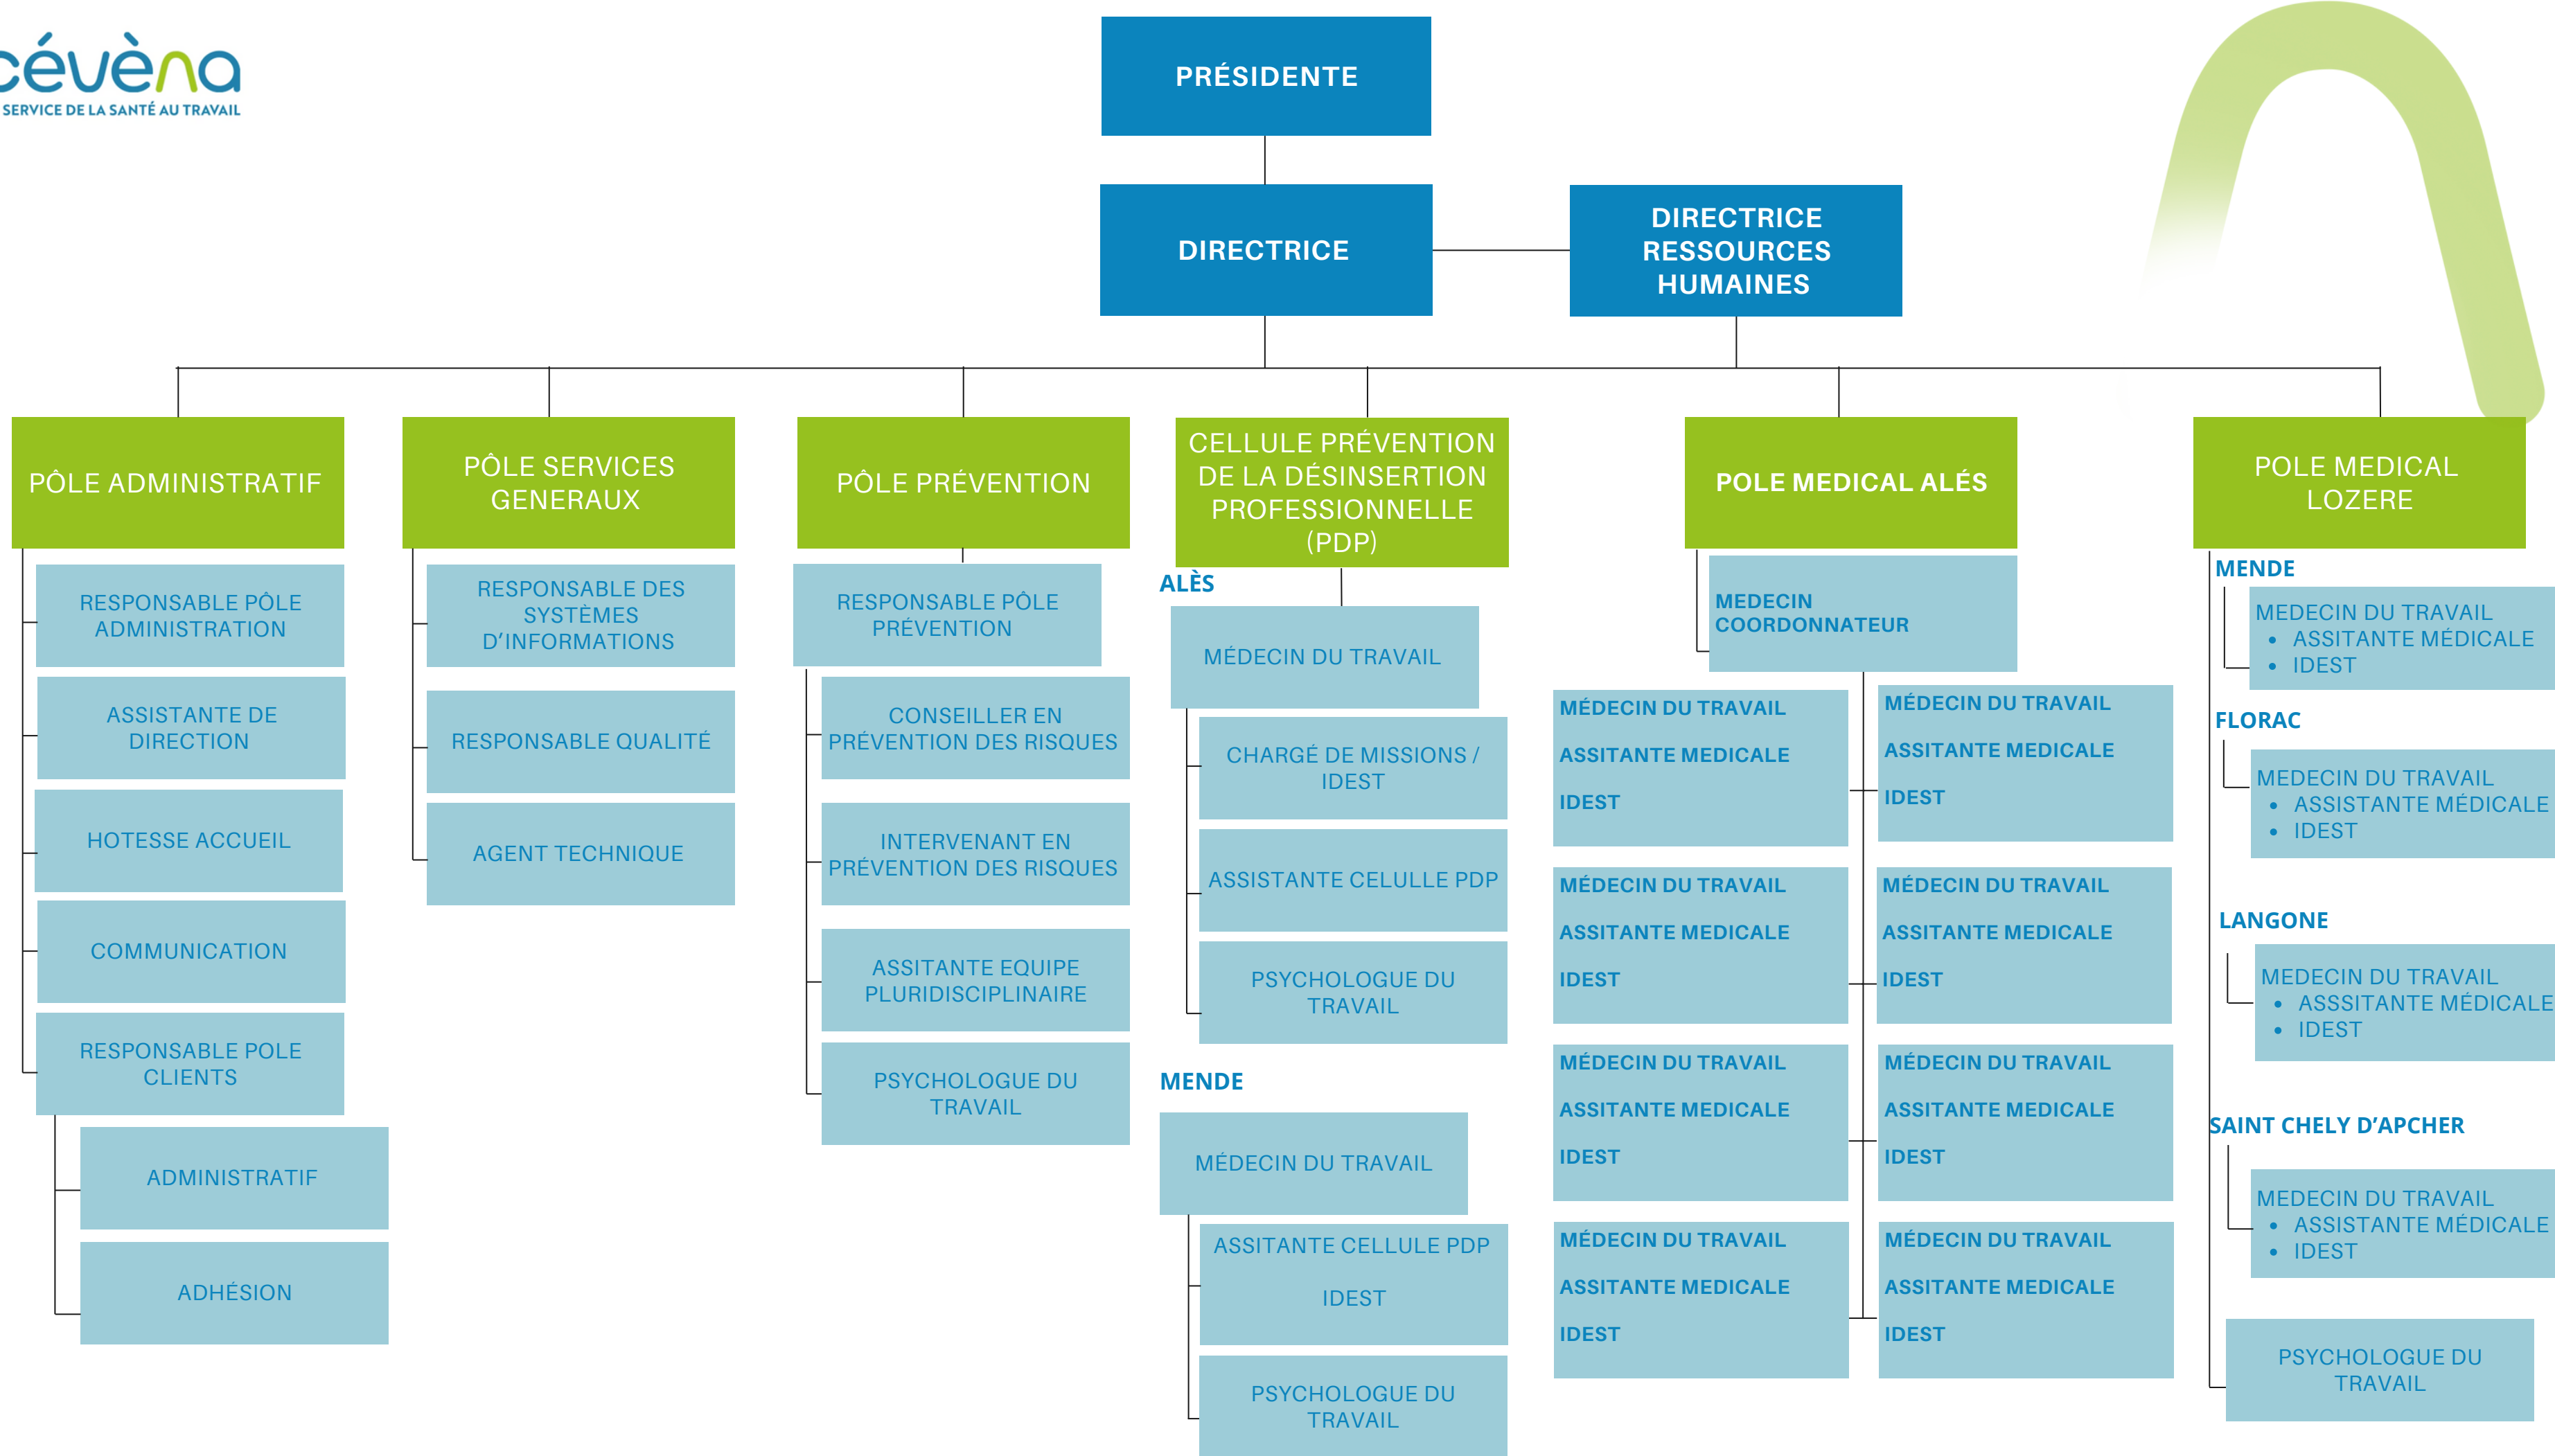 cévèna
SERVICE DE LA SANTÉ AU TRAVAIL
PRÉSIDENTE
DIRECTRICE
DIRECTRICE
RESSOURCES
HUMAINES
PÔLE ADMINISTRATIF
RESPONSABLE PÔLE
ADMINISTRATION
ASSISTANTE DE
DIRECTION
HOTESSE ACCUEIL
COMMUNICATION
RESPONSABLE POLE
CLIENTS
ADMINISTRATIF
ADHÉSION
PÔLE SERVICES
GENERAUX
RESPONSABLE DES
SYSTÈMES
D’INFORMATIONS
RESPONSABLE QUALITÉ
AGENT TECHNIQUE
PÔLE PRÉVENTION
RESPONSABLE PÔLE
PRÉVENTION
CONSEILLER EN
PRÉVENTION DES RISQUES
INTERVENANT EN
PRÉVENTION DES RISQUES
ASSITANTE EQUIPE
PLURIDISCIPLINAIRE
PSYCHOLOGUE DU
TRAVAIL
CELLULE PRÉVENTION
DE LA DÉSINSERTION
PROFESSIONNELLE
(PDP)
ALÈS
MÉDECIN DU TRAVAIL
CHARGÉ DE MISSIONS /
IDEST
ASSISTANTE CELULLE PDP
PSYCHOLOGUE DU
TRAVAIL
MENDE
MÉDECIN DU TRAVAIL
ASSITANTE CELLULE PDP
IDEST
PSYCHOLOGUE DU
TRAVAIL
POLE MEDICAL ALÉS
MEDECIN
COORDONNATEUR
MÉDECIN DU TRAVAIL
ASSITANTE MEDICALE
IDEST
MÉDECIN DU TRAVAIL
ASSITANTE MEDICALE
IDEST
MÉDECIN DU TRAVAIL
ASSITANTE MEDICALE
IDEST
MÉDECIN DU TRAVAIL
ASSITANTE MEDICALE
IDEST
MÉDECIN DU TRAVAIL
ASSITANTE MEDICALE
IDEST
MÉDECIN DU TRAVAIL
ASSITANTE MEDICALE
IDEST
MÉDECIN DU TRAVAIL
ASSITANTE MEDICALE
IDEST
MÉDECIN DU TRAVAIL
ASSITANTE MEDICALE
IDEST
POLE MEDICAL
LOZERE
MENDE
MEDECIN DU TRAVAIL
• ASSITANTE MÉDICALE
• IDEST
FLORAC
MEDECIN DU TRAVAIL
• ASSISTANTE MÉDICALE
• IDEST
LANGONE
MEDECIN DU TRAVAIL
• ASSSITANTE MÉDICALE
• IDEST
SAINT CHELY D’APCHER
MEDECIN DU TRAVAIL
• ASSISTANTE MÉDICALE
• IDEST
PSYCHOLOGUE DU
TRAVAIL